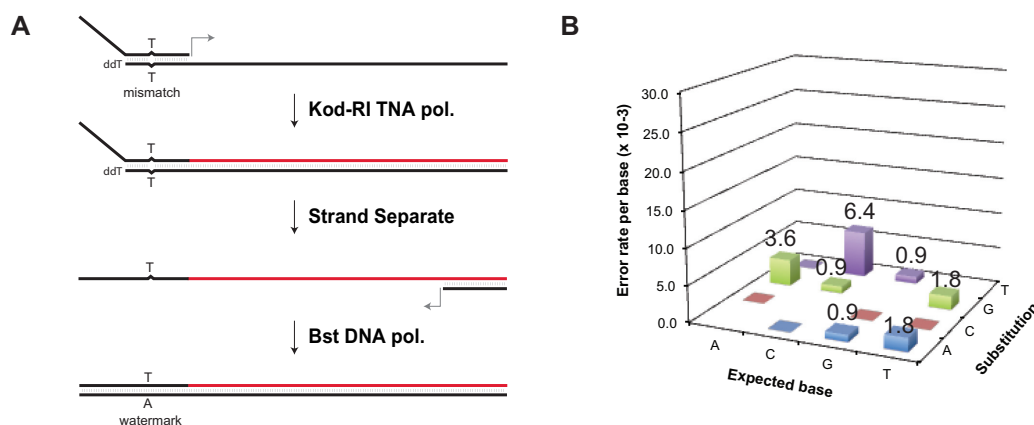 A
T
ddT
T
mismatch
Kod-RI TNA pol.
T
ddT
T
Strand Separate
T
Bst DNA pol.
T
A
watermark
B
Error rate per base (x 10-3)
30.0
25.0
20.0
15.0
10.0
5.0
0.0
6.4
3.6
0.9
0.9
1.8
0.9
1.8
A
C
G
T
Expected base
A
C
G
T
Substitution